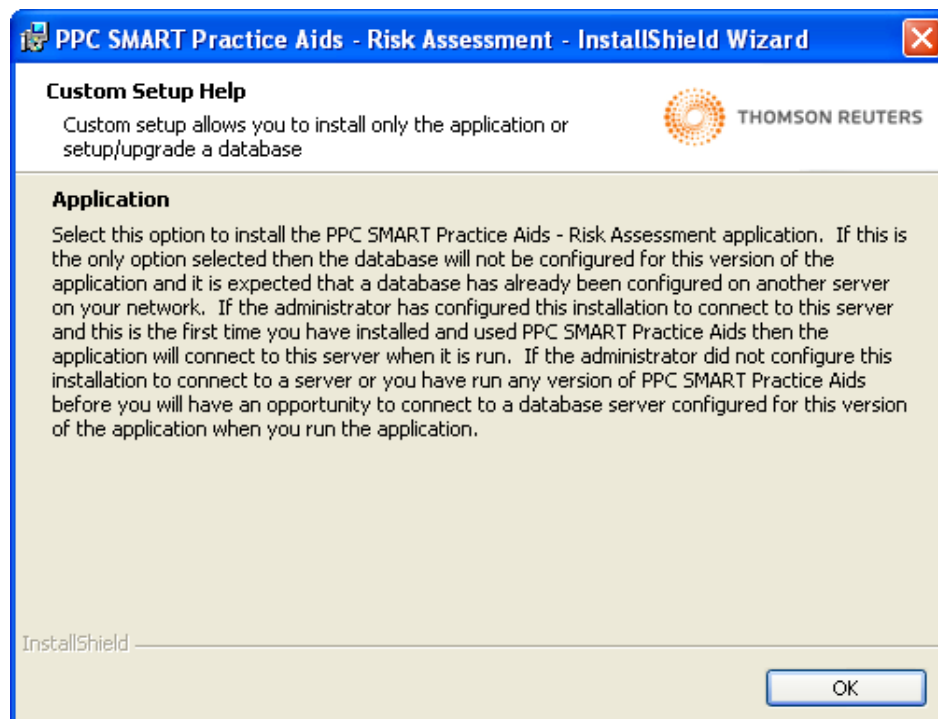 PPC SMART Practice Aids - Risk Assessment - InstallShield Wizard
Custom Setup Help
Custom setup allows you to install only the application or
setup/upgrade a database
THOMSON REUTERS
Application
Select this option to install the PPC SMART Practice Aids - Risk Assessment application.  If this is
the only option selected then the database will not be configured for this version of the
application and it is expected that a database has already been configured on another server
on your network.  If the administrator has configured this installation to connect to this server
and this is the first time you have installed and used PPC SMART Practice Aids then the
application will connect to this server when it is run.  If the administrator did not configure this
installation to connect to a server or you have run any version of PPC SMART Practice Aids
before you will have an opportunity to connect to a database server configured for this version
of the application when you run the application.
InstallShield
OK